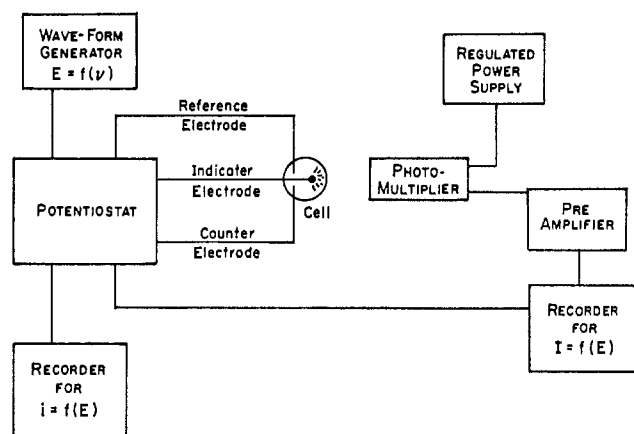 WAVE-FORM
GENERATOR
E = f(ν)
REGULATED
POWER
SUPPLY
Reference
Electrode
Indicater
Electrode
Cell
Counter
Electrode
POTENTIOSTAT
PHOTO-
MULTIPLIER
PRE
AMPLIFIER
RECORDER
FOR
i = f(E)
RECORDER
FOR
I = f(E)